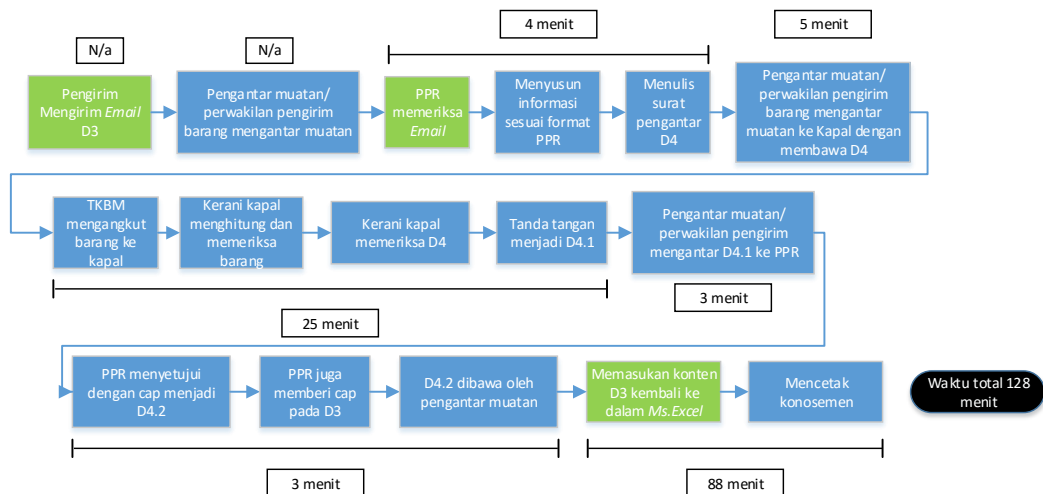 4 menit
5 menit
N/a
N/a
Pengirim
Mengirim Email
D3
Pengantar muatan/
perwakilan pengirim
barang mengantar muatan
PPR
memeriksa
Email
Menyusun
informasi
sesuai format
PPR
Menulis
surat
pengantar
D4
Pengantar muatan/
perwakilan pengirim
barang mengantar
muatan ke Kapal dengan
membawa D4
TKBM
mengangkut
barang ke
kapal
Kerani kapal
menghitung dan
memeriksa
barang
Kerani kapal
memeriksa D4
Tanda tangan
menjadi D4.1
Pengantar muatan/
perwakilan pengirim
mengantar D4.1 ke PPR
25 menit
3 menit
PPR menyetujui
dengan cap menjadi
D4.2
PPR juga
memberi cap
pada D3
D4.2 dibawa oleh
pengantar muatan
Memasukan konten
D3 kembali ke
dalam Ms.Excel
Mencetak
konosemen
Waktu total 128
menit
3 menit
88 menit